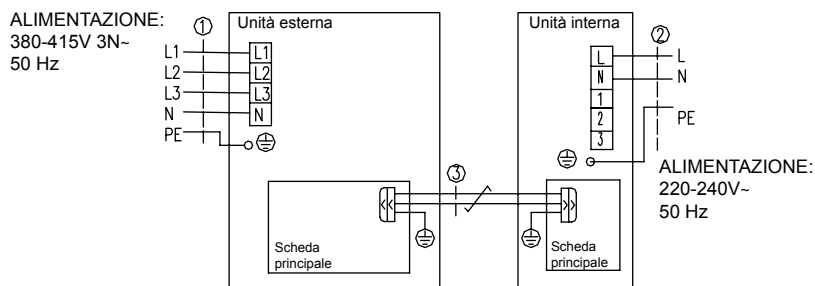 ALIMENTAZIONE:
380-415V 3N~
50 Hz
①
Unità esterna
L1 L1
L2 L2
L3 L3
N N
PE
Scheda
principale
③
Unità interna
②
L L
N N
1
2
3
PE
ALIMENTAZIONE:
220-240V~
50 Hz
Scheda
principale